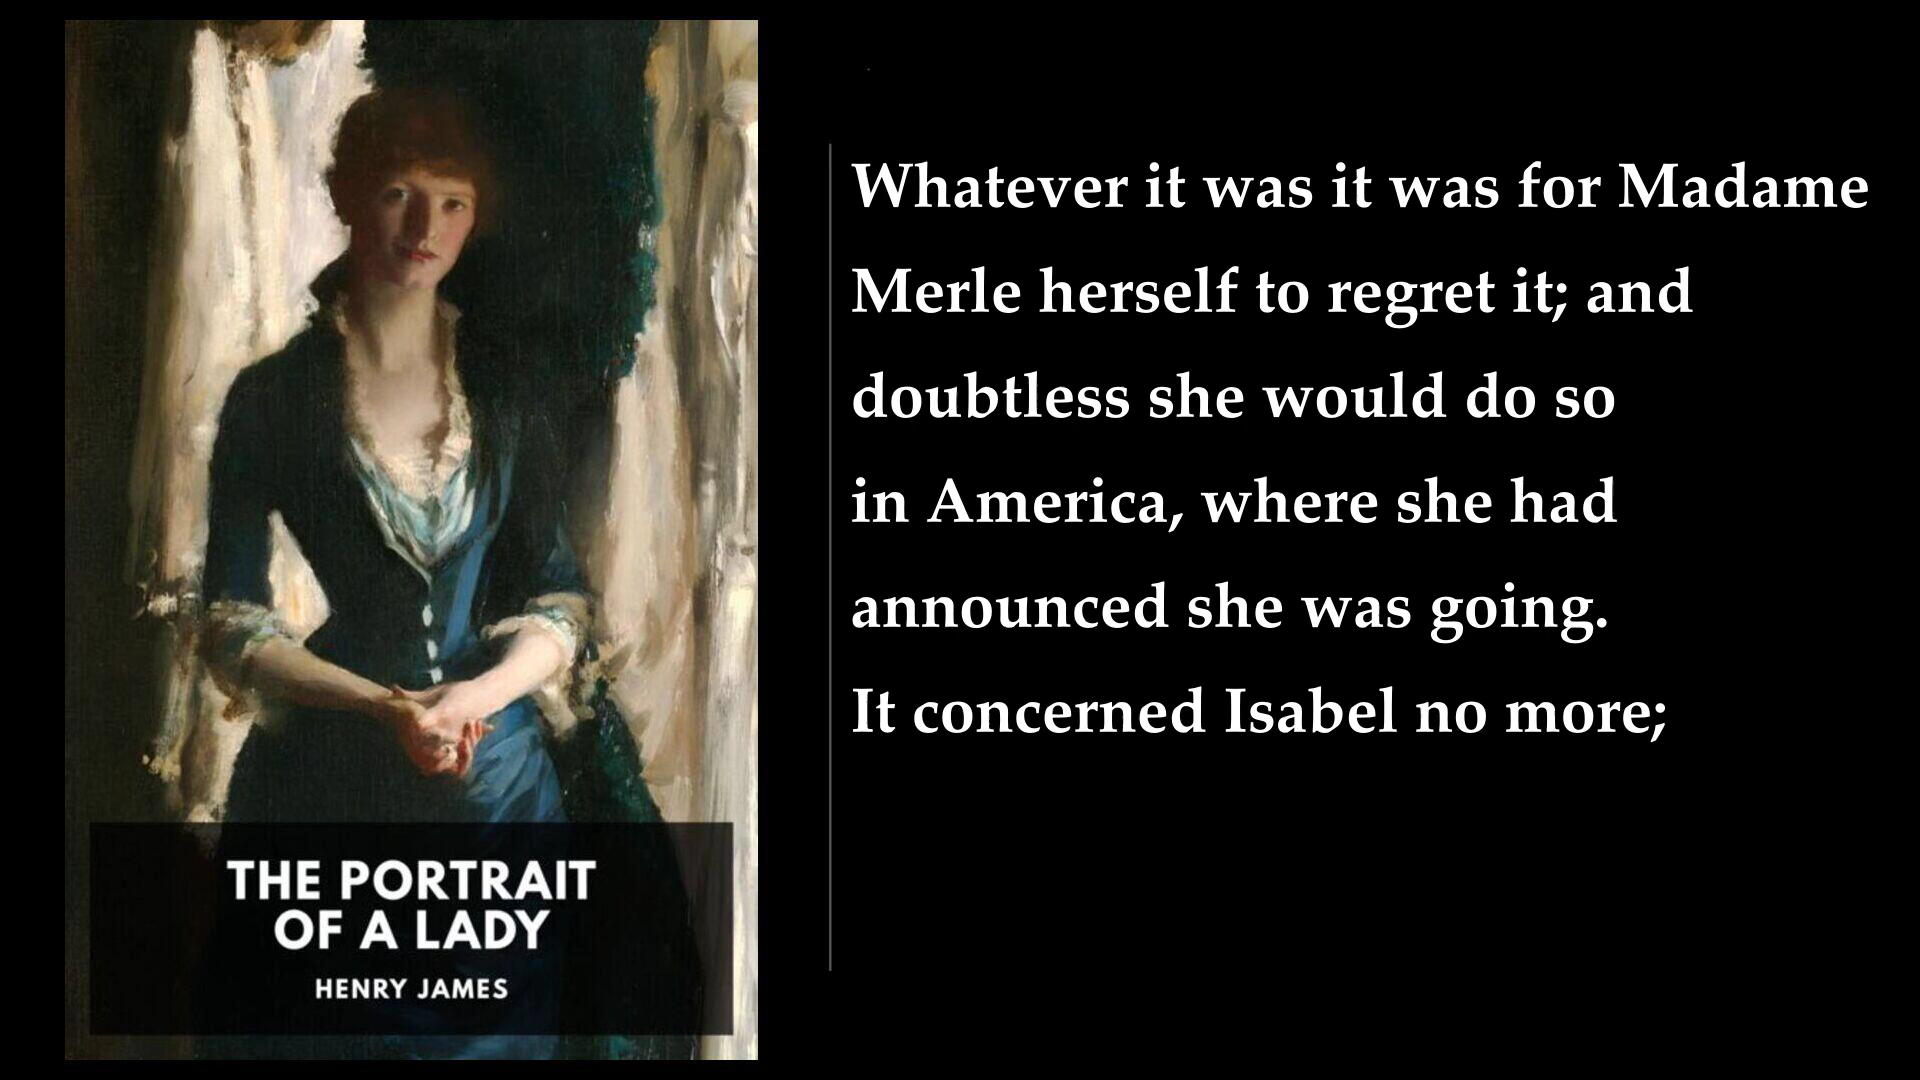 Whatever it was it was for Madame
Merle herself to regret it; and
doubtless she would do so
in America, where she had
announced she was going.
It concerned Isabel no more;
THE PORTRAIT
OF A LADY
HENRY JAMES